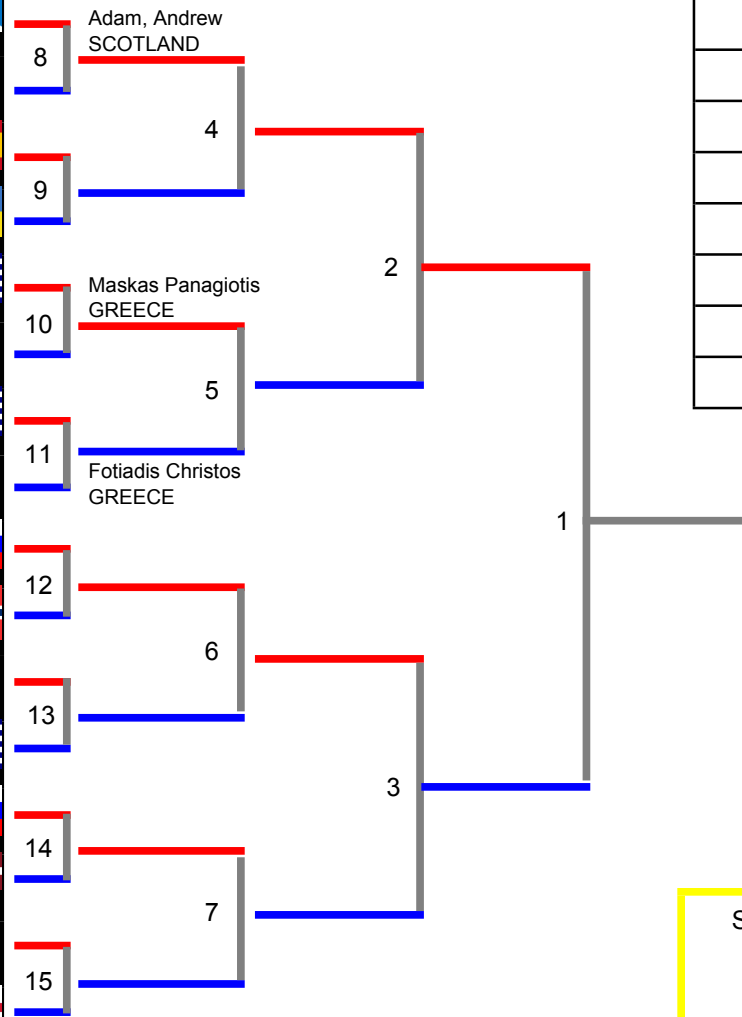 Adam, Andrew
SCOTLAND
8
4
9
2
Maskas Panagiotis
GREECE
10
5
11
Fotiadis Christos
GREECE
1
12
6
13
3
14
7
S
15